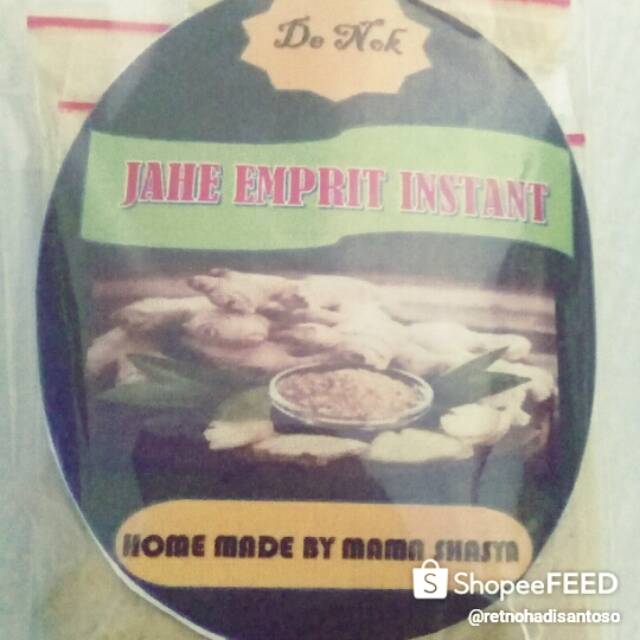 De Nok
JAHE EMPRIT INSTANT
HOME MADE BY MAMA SHASYA
ShopeeFEED
@retnohadisantoso